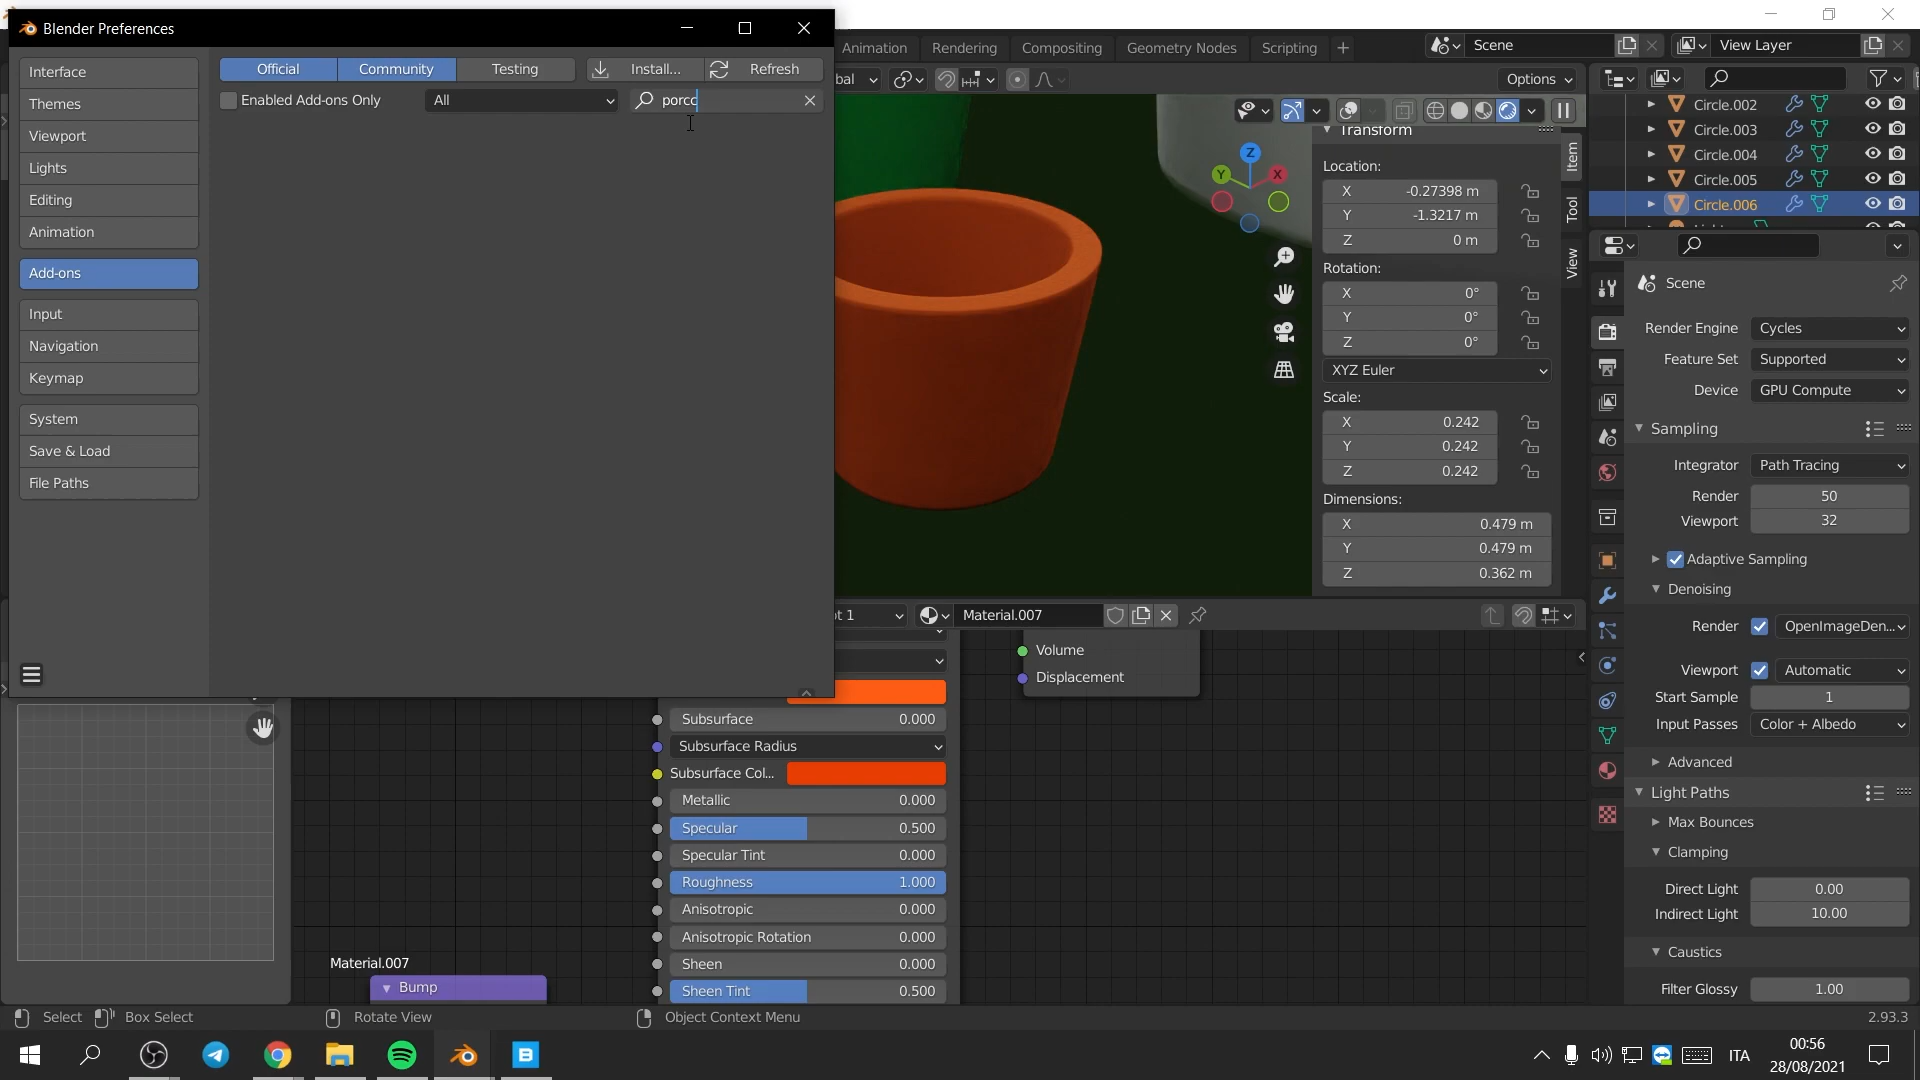 Blender Preferences
Animation Rendering Compositing Geometry Nodes Scripting
Scene
View Layer
Interface
Themes
Viewport
Lights
Editing
Animation
Add-ons
Input
Navigation
Keymap
System
Save & Load
File Paths
Official Community Testing Install... Refresh
Enabled Add-ons Only All porcc
bal
Options
Z
Y X
Transform
Location:
X -0.27398 m
Y -1.3217 m
Z 0 m
Rotation:
X 0°
Y 0°
Z 0°
XYZ Euler
Scale:
X 0.242
Y 0.242
Z 0.242
Dimensions:
X 0.479 m
Y 0.479 m
Z 0.362 m
Item
Tool
View
Circle.002
Circle.003
Circle.004
Circle.005
Circle.006
Scene
Render Engine Cycles
Feature Set Supported
Device GPU Compute
Sampling
Integrator Path Tracing
Render 50
Viewport 32
Adaptive Sampling
Denoising
Render OpenImageDen...
Viewport Automatic
Start Sample 1
Input Passes Color + Albedo
Advanced
Light Paths
Max Bounces
Clamping
Direct Light 0.00
Indirect Light 10.00
Caustics
Filter Glossy 1.00
ot 1 Material.007
Volume
Displacement
Subsurface 0.000
Subsurface Radius
Subsurface Col...
Metallic 0.000
Specular 0.500
Specular Tint 0.000
Roughness 1.000
Anisotropic 0.000
Anisotropic Rotation 0.000
Sheen 0.000
Sheen Tint 0.500
Material.007
Bump
Select Box Select Rotate View Object Context Menu 2.93.3
ITA
00:56
28/08/2021